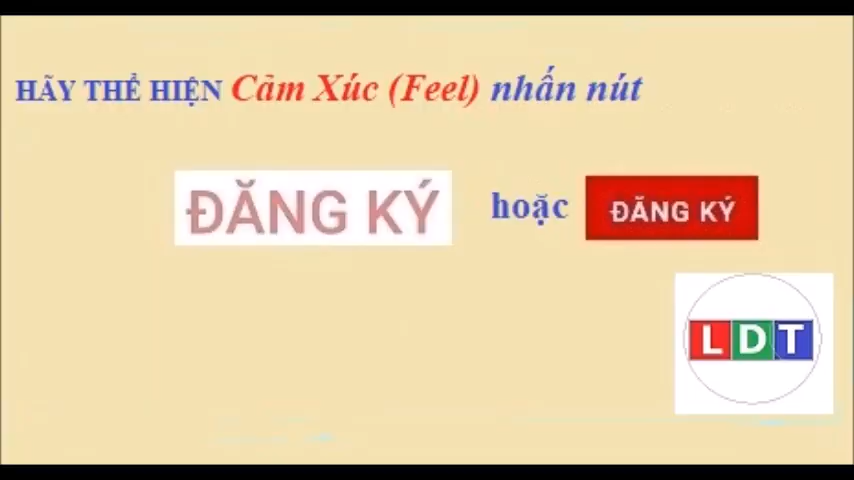 HÃY THỂ HIỆN Cảm Xúc (Feel) nhấn nút
ĐĂNG KÝ hoặc ĐĂNG KÝ
LDT